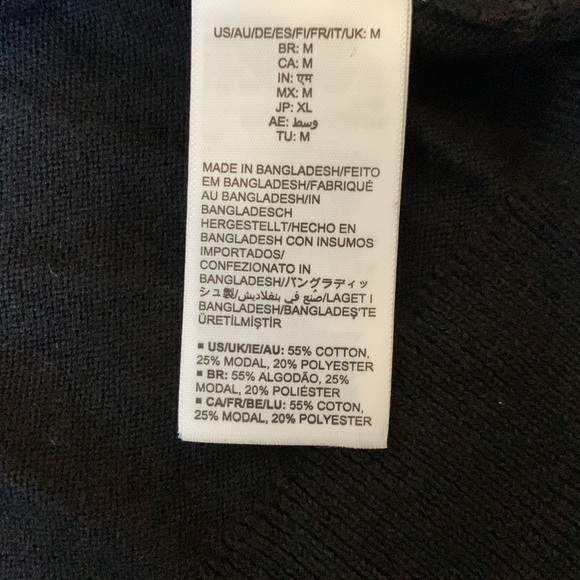 US/AU/DE/ES/FI/FR/IT/UK: M
BR: M
CA: M
IN: एम
MX: M
JP: XL
AE: وسط
TU: M
MADE IN BANGLADESH/FEITO
EM BANGLADESH/FABRIQUÉ
AU BANGLADESH/IN
BANGLADESCH
HERGESTELLT/HECHO EN
BANGLADESH CON INSUMOS
IMPORTADOS/
CONFEZIONATO IN
BANGLADESH//バングラディッ
シュ製/صُنع في بنغلاديش/LAGET I
BANGLADESH/BANGLADEŞ'TE
ÜRETİLMİŞTİR
▪ US/UK/IE/AU: 55% COTTON,
25% MODAL, 20% POLYESTER
▪ BR: 55% ALGODÃO, 25%
MODAL, 20% POLIÉSTER
▪ CA/FR/BE/LU: 55% COTON,
25% MODAL, 20% POLYESTER